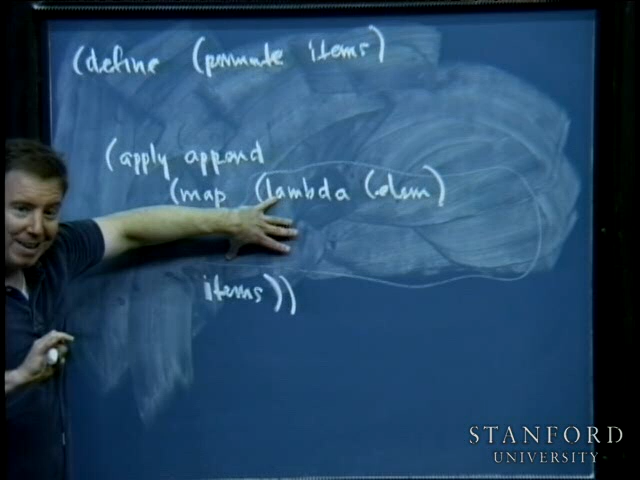 (define (permute items)
(apply append
(map (lambda (elem)
items))
STANFORD
UNIVERSITY